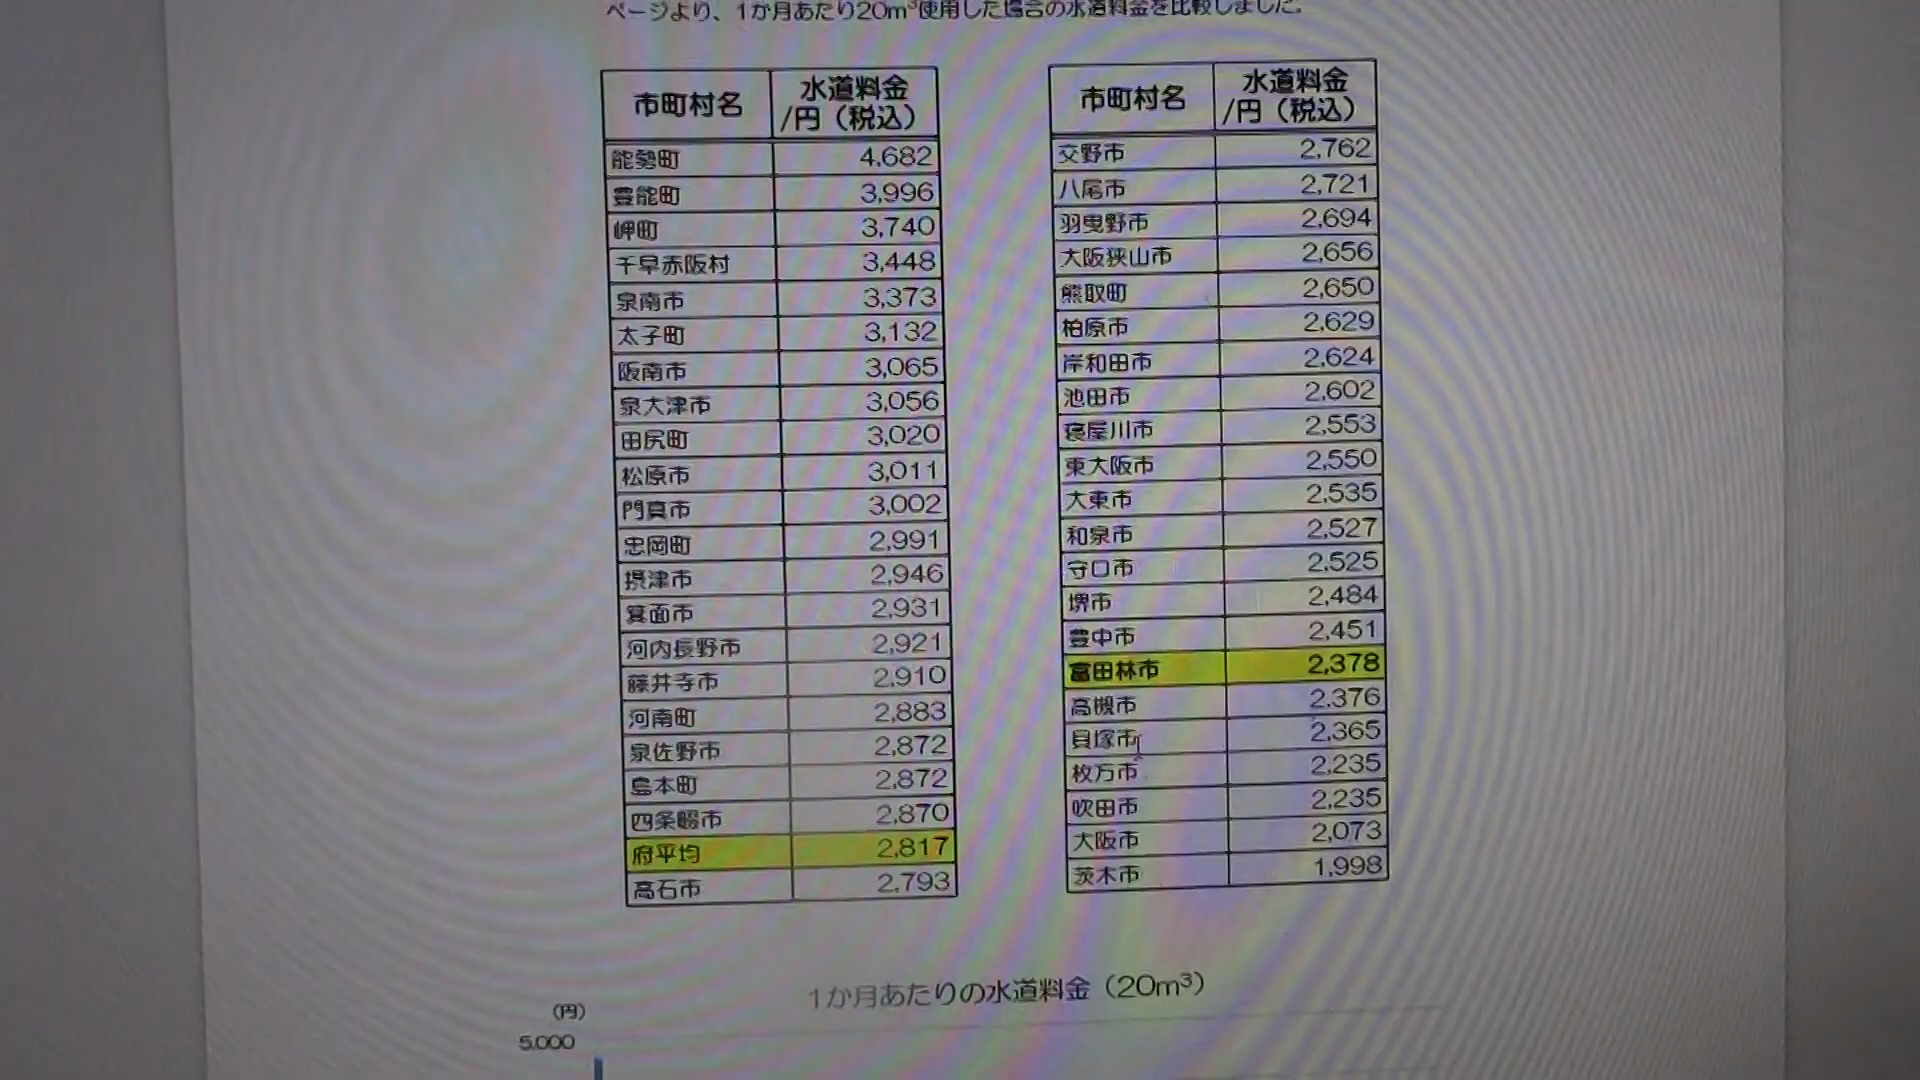 ページより、1か月あたり20m³使用した場合の水道料金を比較しました。
市町村名 水道料金/円（税込）
能勢町 4,682
豊能町 3,996
岬町 3,740
千早赤阪村 3,448
泉南市 3,373
太子町 3,132
阪南市 3,065
泉大津市 3,056
田尻町 3,020
松原市 3,011
門真市 3,002
忠岡町 2,991
摂津市 2,946
箕面市 2,931
河内長野市 2,921
藤井寺市 2,910
河南町 2,883
泉佐野市 2,872
島本町 2,872
四条畷市 2,870
府平均 2,817
高石市 2,793
市町村名 水道料金/円（税込）
交野市 2,762
八尾市 2,721
羽曳野市 2,694
大阪狭山市 2,656
熊取町 2,650
柏原市 2,629
岸和田市 2,624
池田市 2,602
寝屋川市 2,553
東大阪市 2,550
大東市 2,535
和泉市 2,527
守口市 2,525
堺市 2,484
豊中市 2,451
富田林市 2,378
高槻市 2,376
貝塚市 2,365
枚方市 2,235
吹田市 2,235
大阪市 2,073
茨木市 1,998
1か月あたりの水道料金（20m³）
（円）
5,000